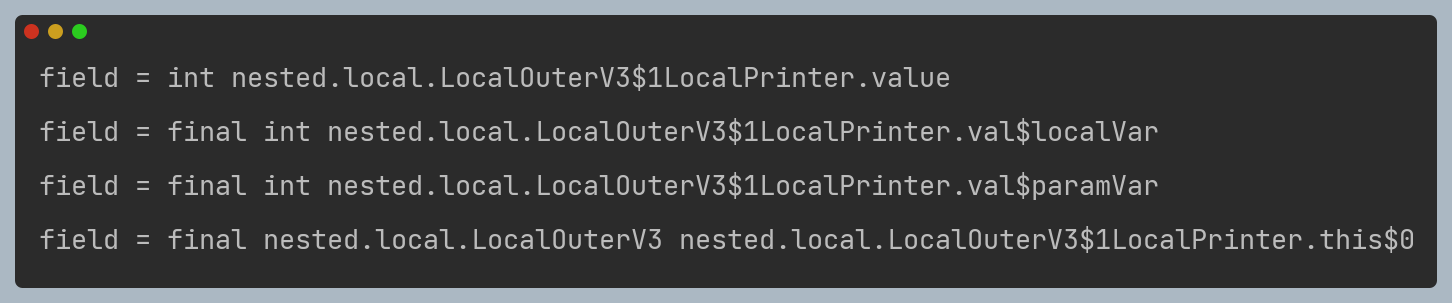 field = int nested.local.LocalOuterV3$1LocalPrinter.value
field = final int nested.local.LocalOuterV3$1LocalPrinter.val$localVar
field = final int nested.local.LocalOuterV3$1LocalPrinter.val$paramVar
field = final nested.local.LocalOuterV3 nested.local.LocalOuterV3$1LocalPrinter.this$0